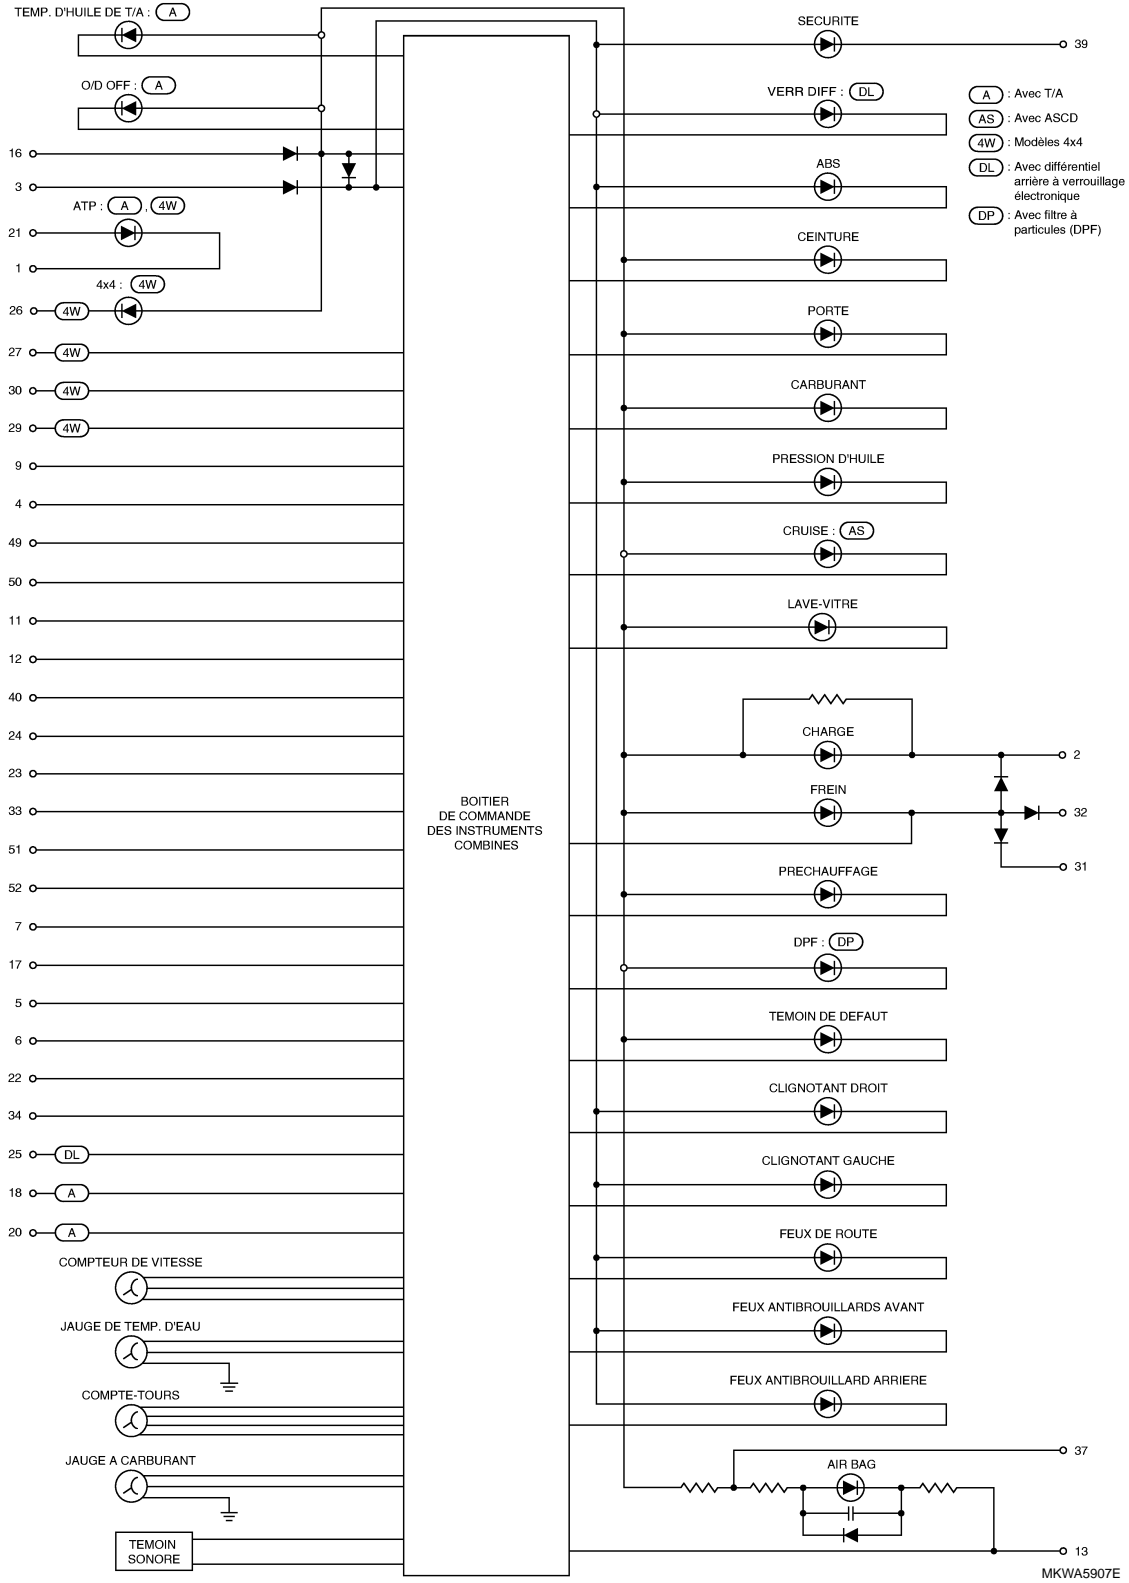 TEMP. D'HUILE DE T/A : A
O/D OFF : A
16
3
ATP : A , 4W
21
1
4x4 : 4W
26 4W
27 4W
30 4W
29 4W
9
4
49
50
11
12
40
24
23
33
51
52
7
17
5
6
22
34
25 DL
18 A
20 A
COMPTEUR DE VITESSE
JAUGE DE TEMP. D'EAU
COMPTE-TOURS
JAUGE A CARBURANT
TEMOIN
SONORE
BOITIER
DE COMMANDE
DES INSTRUMENTS
COMBINES
SECURITE
39
VERR DIFF : DL
ABS
CEINTURE
PORTE
CARBURANT
PRESSION D'HUILE
CRUISE : AS
LAVE-VITRE
CHARGE
2
FREIN
32
31
PRECHAUFFAGE
DPF : DP
TEMOIN DE DEFAUT
CLIGNOTANT DROIT
CLIGNOTANT GAUCHE
FEUX DE ROUTE
FEUX ANTIBROUILLARDS AVANT
FEUX ANTIBROUILLARD ARRIERE
37
AIR BAG
13
A : Avec T/A
AS : Avec ASCD
4W : Modèles 4x4
DL : Avec différentiel
arrière à verrouillage
électronique
DP : Avec filtre à
particules (DPF)
MKWA5907E